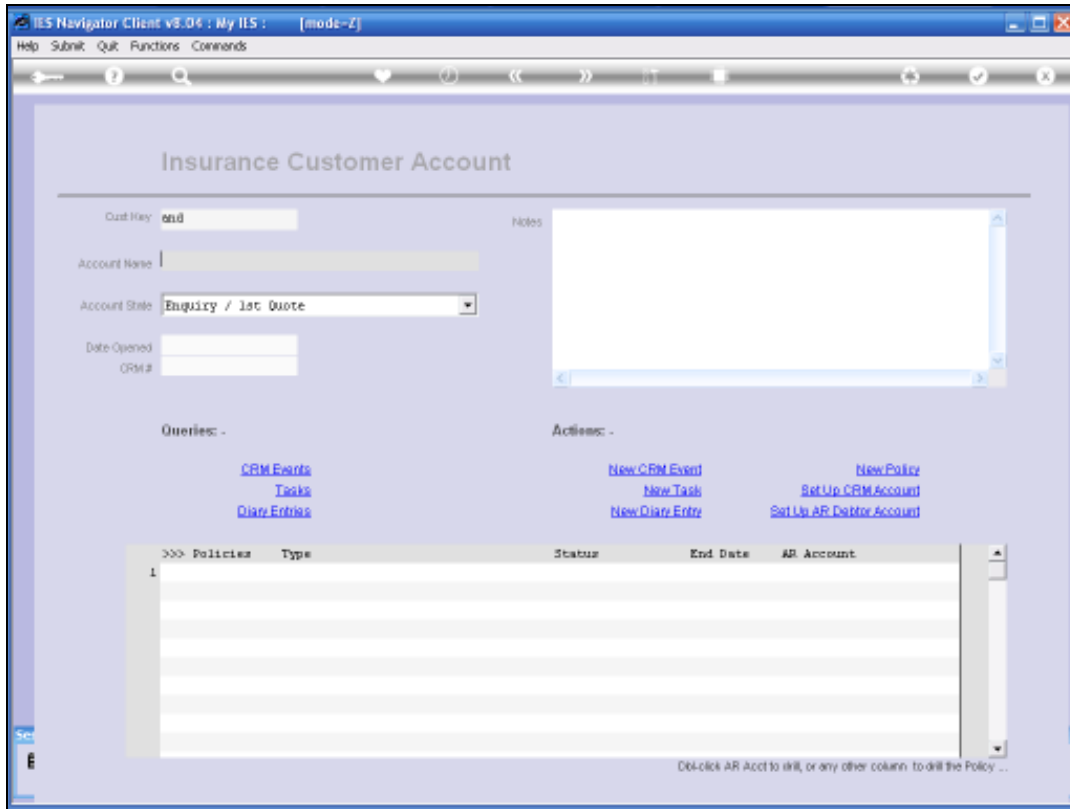 IES Navigator Client v8.04 : My IES : [mode=Z]
Help Submit Quit Functions Commands
Insurance Customer Account
Cust Key end
Notes
Account Name
Account State Enquiry / 1st Quote
Date Opened
CRM #
Queries: -
Actions: -
CRM Events
New CRM Event
New Policy
Tasks
New Task
Set Up CRM Account
Diary Entries
New Diary Entry
Set Up AR Debtor Account
>>> Policies Type Status End Date AR Account
1
Dbl-click AR Acct to drill, or any other column to drill the Policy ...